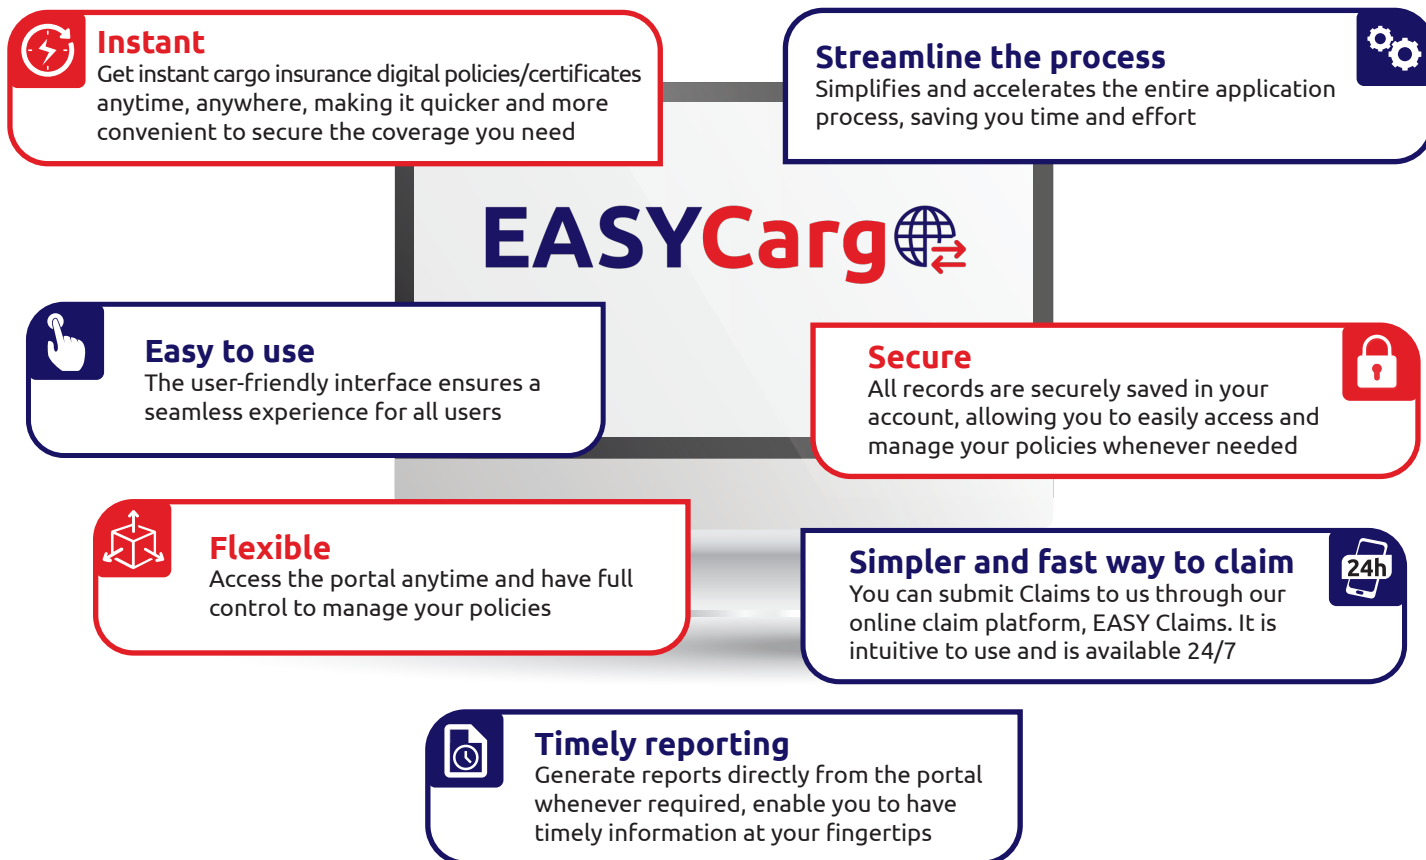 Instant
Get instant cargo insurance digital policies/certificates
anytime, anywhere, making it quicker and more
convenient to secure the coverage you need
Streamline the process
Simplifies and accelerates the entire application
process, saving you time and effort
EASYCarg
Easy to use
The user-friendly interface ensures a
seamless experience for all users
Secure
All records are securely saved in your
account, allowing you to easily access and
manage your policies whenever needed
Flexible
Access the portal anytime and have full
control to manage your policies
Simpler and fast way to claim
24h
You can submit Claims to us through our
online claim platform, EASY Claims. It is
intuitive to use and is available 24/7
Timely reporting
Generate reports directly from the portal
whenever required, enable you to have
timely information at your fingertips